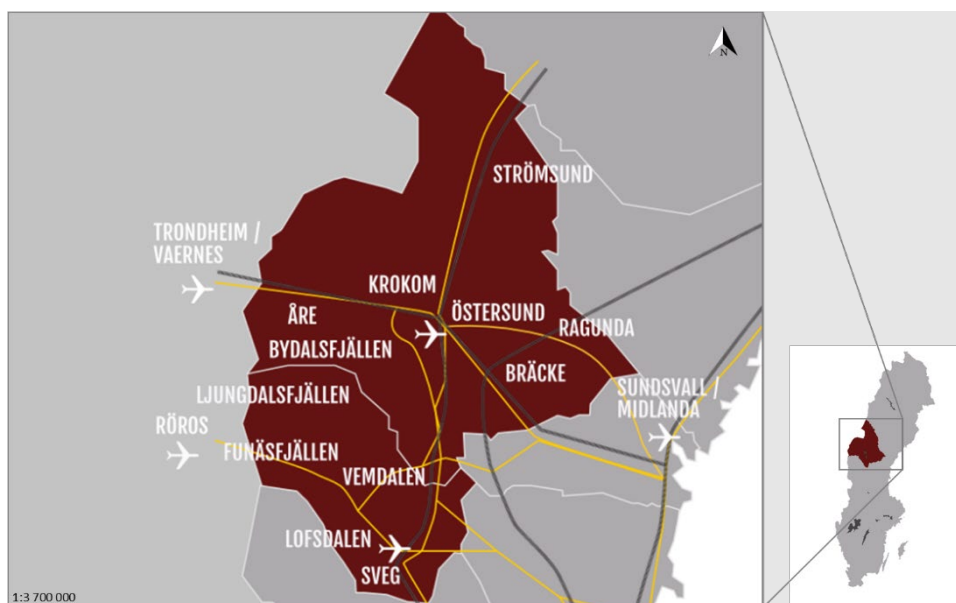 N
STRÖMSUND
TRONDHEIM /
VAERNES
KROKOM
ÖSTERSUND
ÅRE
RAGUNDA
BYDALSFJÄLLEN
BRÄCKE
LJUNGDALSFJÄLLEN
SUNDSVALL /
MIDLANDA
RÖROS
FUNÄSFJÄLLEN
VEMDALEN
LOFSDALEN
SVEG
1:3 700 000